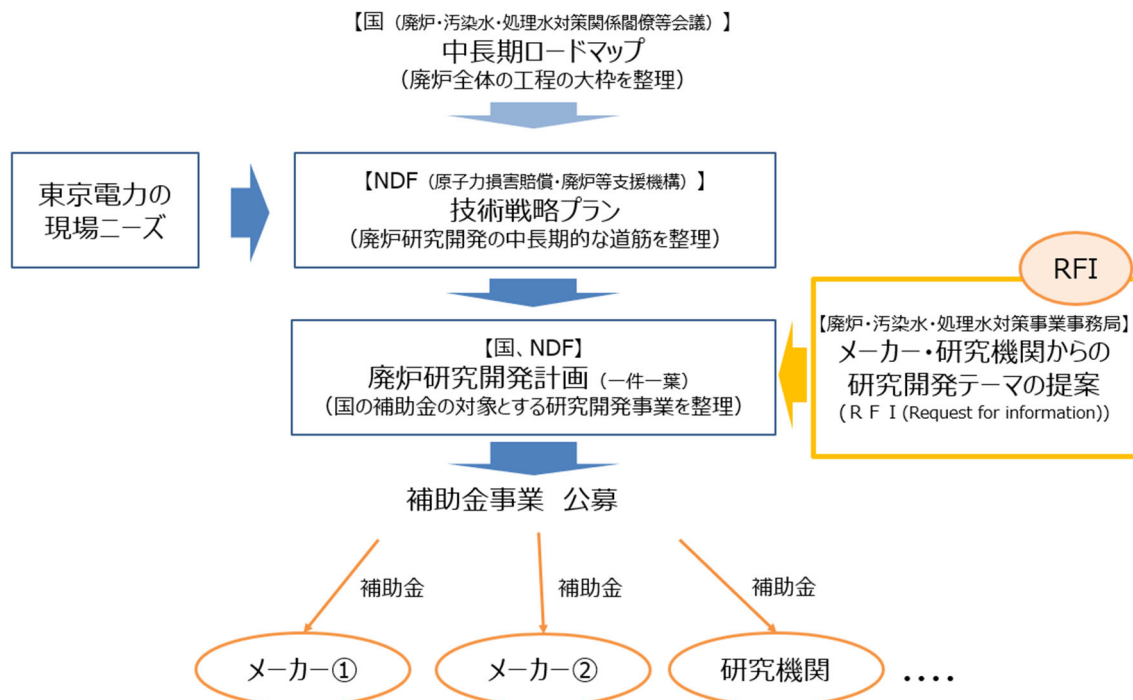 【国（廃炉・汚染水・処理水対策関係閣僚等会議）】
中長期ロードマップ
（廃炉全体の工程の大枠を整理）
東京電力の
現場ニーズ
【NDF（原子力損害賠償・廃炉等支援機構）】
技術戦略プラン
（廃炉研究開発の中長期的な道筋を整理）
RFI
【廃炉・汚染水・処理水対策事業事務局】
メーカー・研究機関からの
研究開発テーマの提案
（ＲＦＩ(Request for information)）
【国、NDF】
廃炉研究開発計画（一件一葉）
（国の補助金の対象とする研究開発事業を整理）
補助金事業　公募
補助金
補助金
補助金
メーカー①
メーカー②
研究機関
‥‥